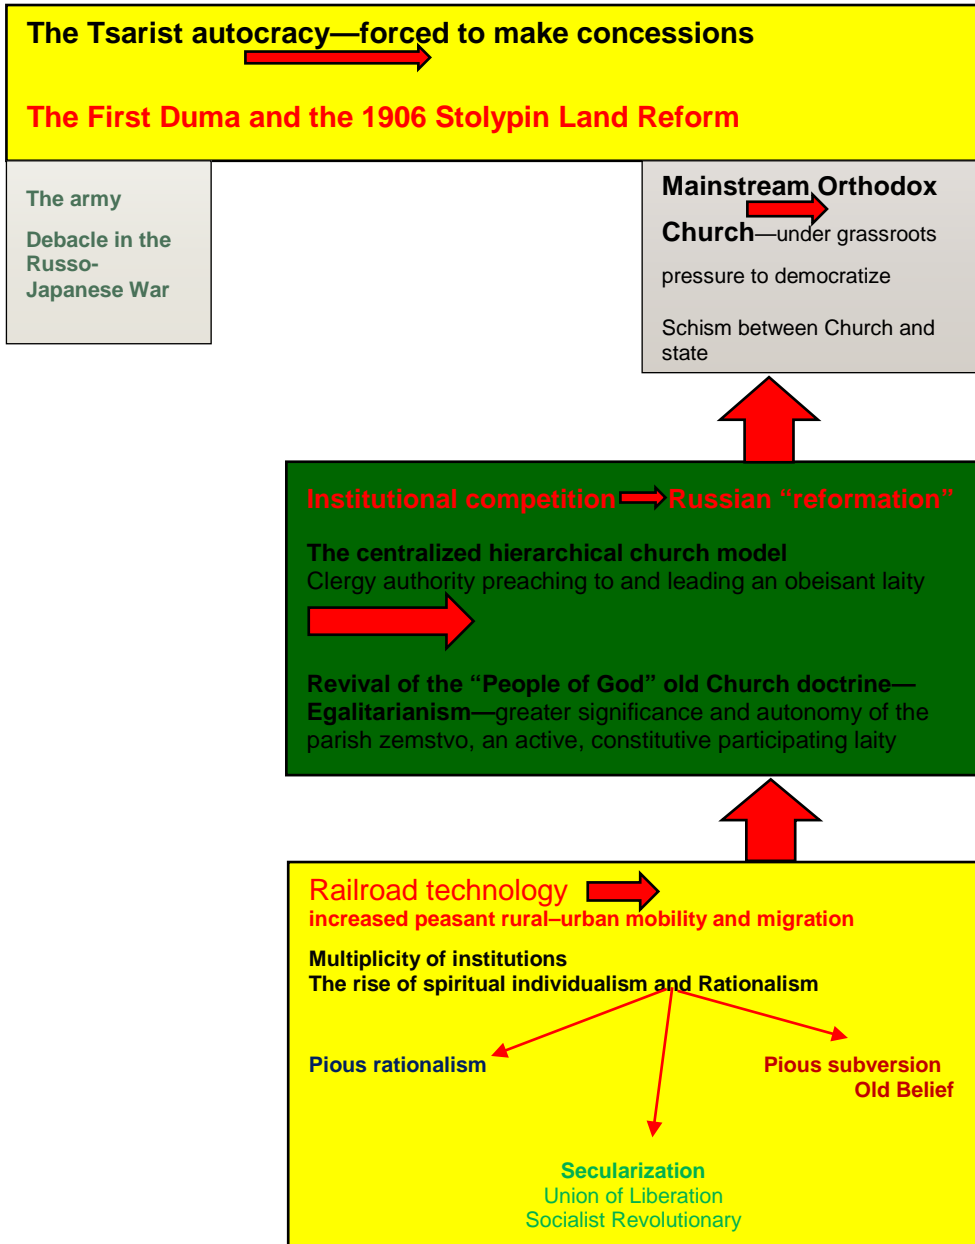 The Tsarist autocracy—forced to make concessions
The First Duma and the 1906 Stolypin Land Reform
The army
Debacle in the
Russo-
Japanese War
Mainstream Orthodox
Church—under grassroots
pressure to democratize
Schism between Church and
state
Institutional competition Russian “reformation”
The centralized hierarchical church model
Clergy authority preaching to and leading an obeisant laity
Revival of the “People of God” old Church doctrine—
Egalitarianism—greater significance and autonomy of the
parish zemstvo, an active, constitutive participating laity
Railroad technology
increased peasant rural–urban mobility and migration
Multiplicity of institutions
The rise of spiritual individualism and Rationalism
Pious rationalism
Pious subversion
Old Belief
Secularization
Union of Liberation
Socialist Revolutionary